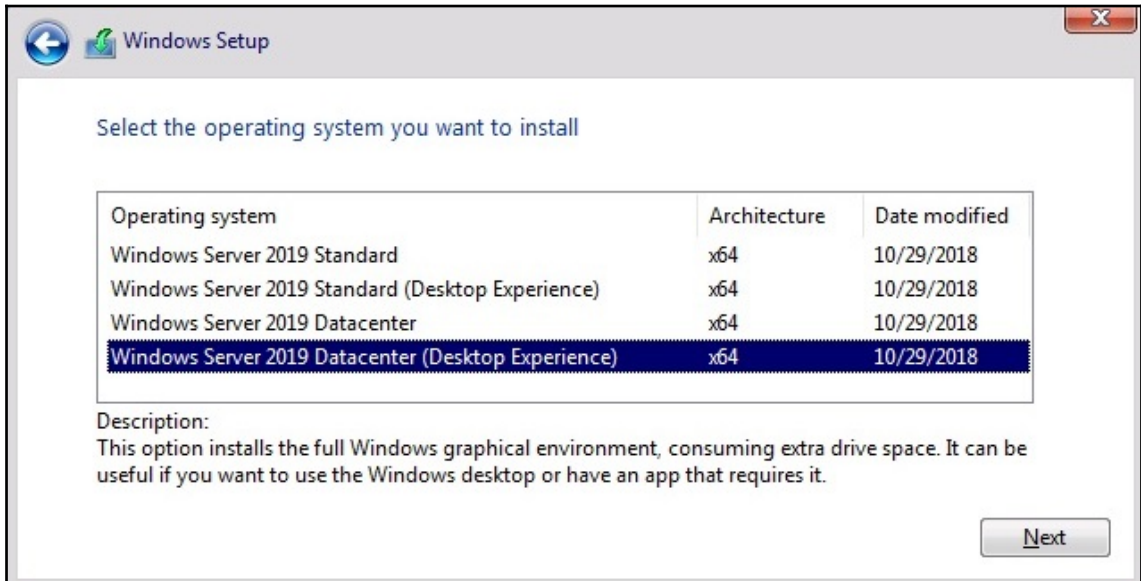 Windows Setup
Select the operating system you want to install
Operating system Architecture Date modified
Windows Server 2019 Standard x64 10/29/2018
Windows Server 2019 Standard (Desktop Experience) x64 10/29/2018
Windows Server 2019 Datacenter x64 10/29/2018
Windows Server 2019 Datacenter (Desktop Experience) x64 10/29/2018
Description:
This option installs the full Windows graphical environment, consuming extra drive space. It can be
useful if you want to use the Windows desktop or have an app that requires it.
Next